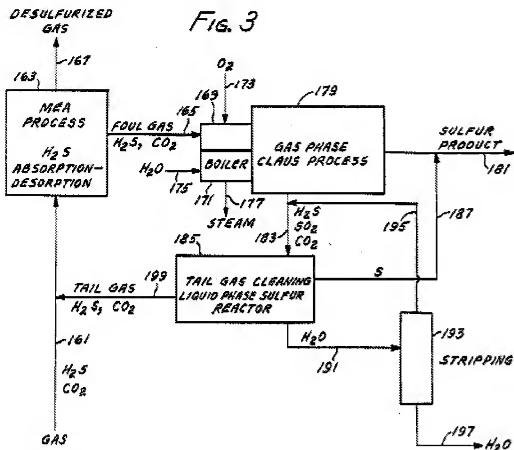 FIG. 3
DESULFURIZED
GAS
167
163
MEA
PROCESS
H2S
ABSORPTION-
DESORPTION
165
FOUL GAS
H2S, CO2
O2
173
169
BOILER
H2O
175
171
177
STEAM
179
GAS PHASE
CLAUS PROCESS
SULFUR
PRODUCT
181
187
183
H2S
SO2
CO2
195
185
TAIL GAS CLEANING
LIQUID PHASE SULFUR
REACTOR
S
199
TAIL GAS
H2S, CO2
161
H2S
CO2
GAS
H2O
191
193
STRIPPING
197
H2O